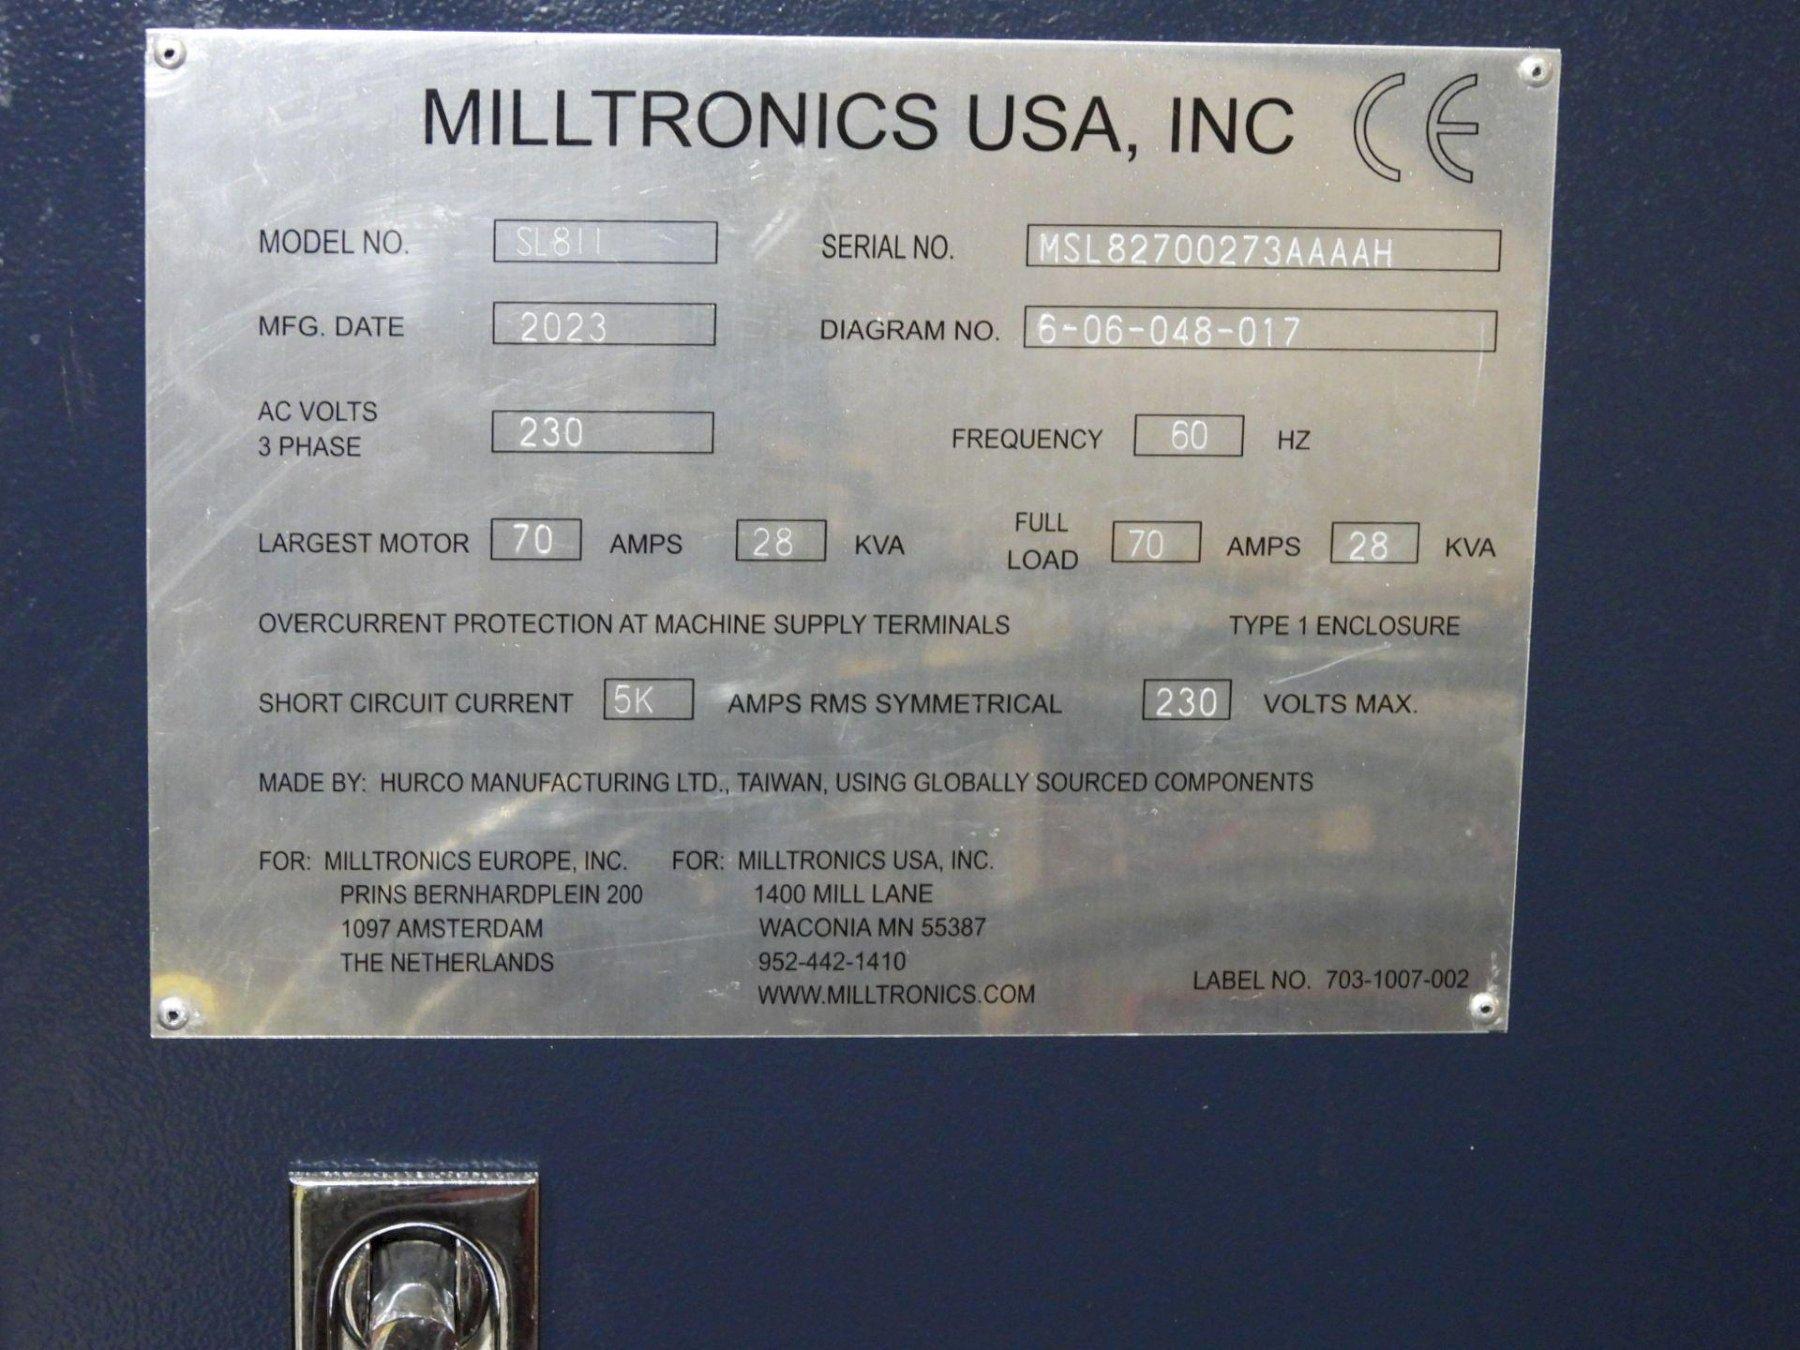 MILLTRONICS USA, INC CE
MODEL NO. SL8II SERIAL NO. MSL82700273AAAAH
MFG. DATE 2023 DIAGRAM NO. 6-06-048-017
AC VOLTS
3 PHASE 230 FREQUENCY 60 HZ
LARGEST MOTOR 70 AMPS 28 KVA FULL LOAD 70 AMPS 28 KVA
OVERCURRENT PROTECTION AT MACHINE SUPPLY TERMINALS TYPE 1 ENCLOSURE
SHORT CIRCUIT CURRENT 5K AMPS RMS SYMMETRICAL 230 VOLTS MAX.
MADE BY: HURCO MANUFACTURING LTD., TAIWAN, USING GLOBALLY SOURCED COMPONENTS
FOR: MILLTRONICS EUROPE, INC.
PRINS BERNHARDPLEIN 200
1097 AMSTERDAM
THE NETHERLANDS
FOR: MILLTRONICS USA, INC.
1400 MILL LANE
WACONIA MN 55387
952-442-1410
WWW.MILLTRONICS.COM
LABEL NO. 703-1007-002